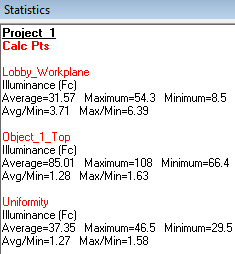 Statistics
Project_1
Calc Pts
Lobby_Workplane
Illuminance (Fc)
Average=31.57 Maximum=54.3 Minimum=8.5
Avg/Min=3.71 Max/Min=6.39
Object_1_Top
Illuminance (Fc)
Average=85.01 Maximum=108 Minimum=66.4
Avg/Min=1.28 Max/Min=1.63
Uniformity
Illuminance (Fc)
Average=37.35 Maximum=46.5 Minimum=29.5
Avg/Min=1.27 Max/Min=1.58